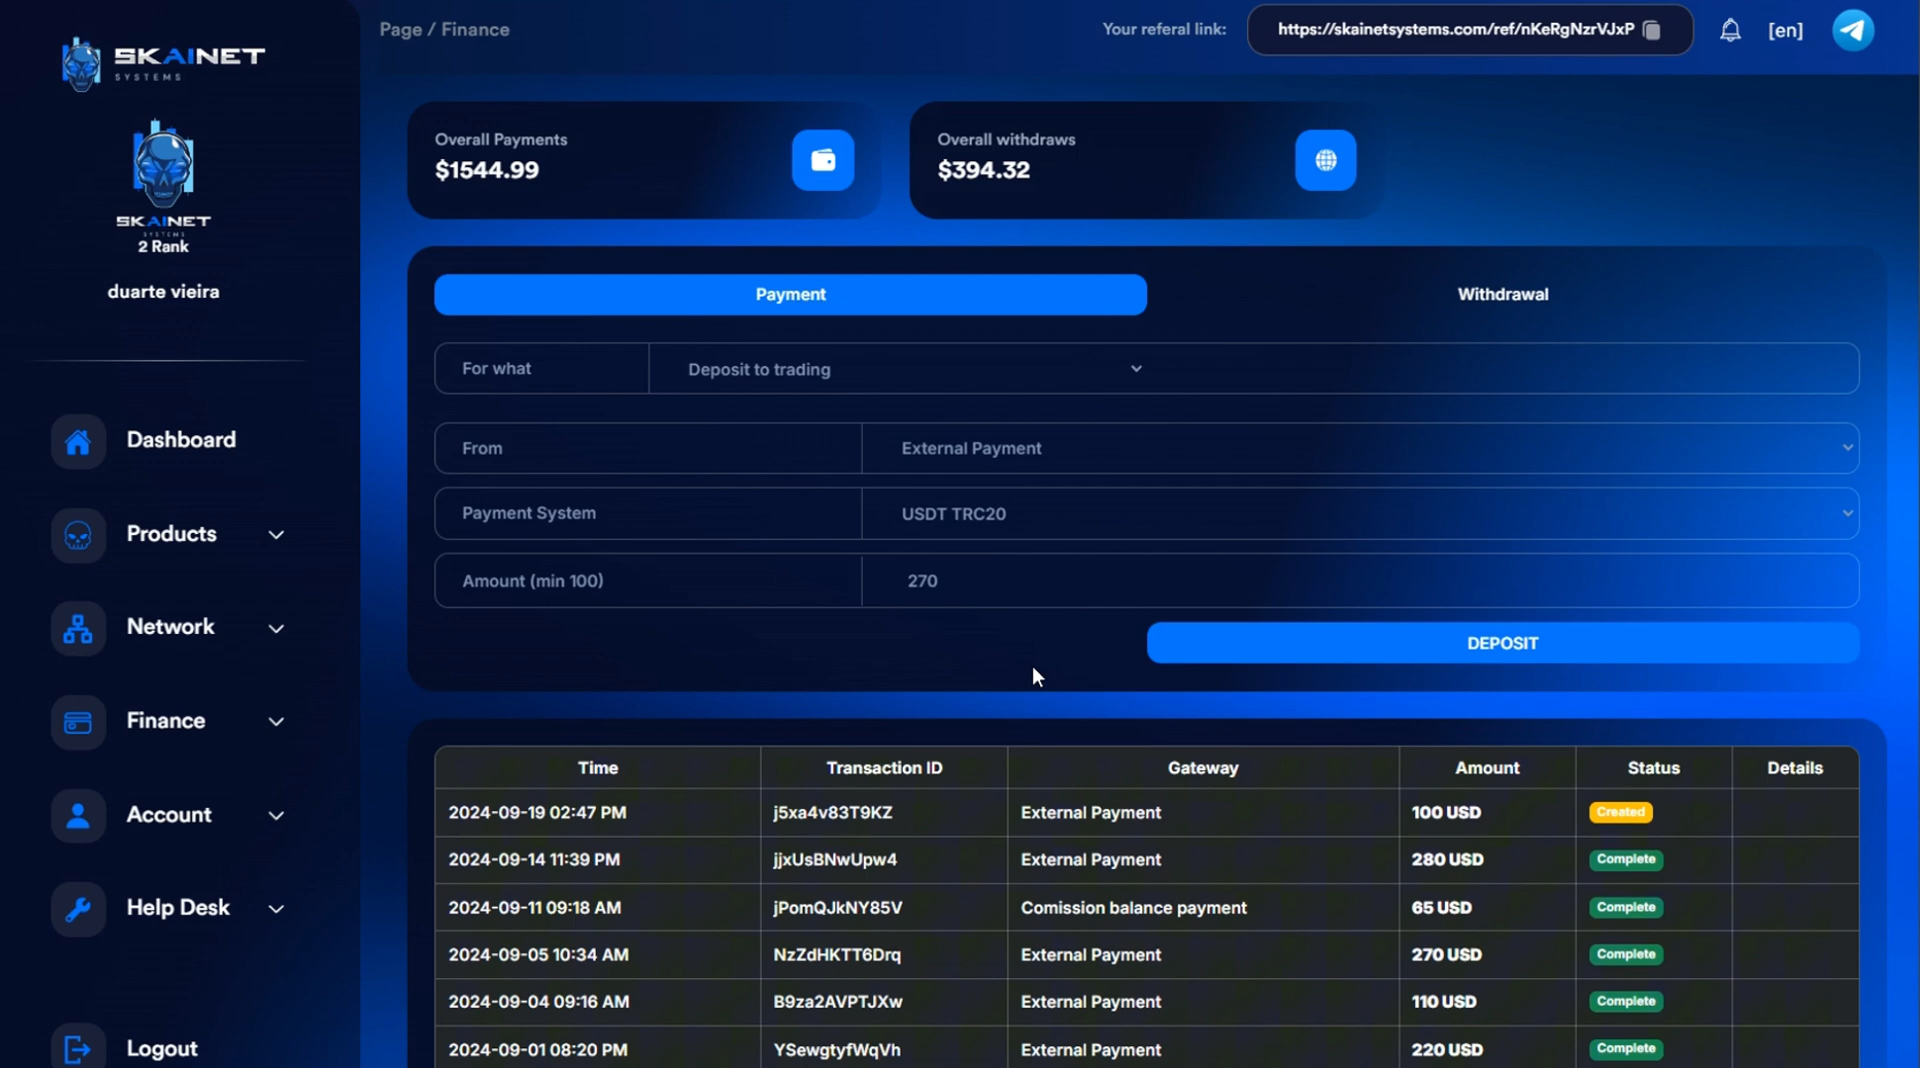 SKAINET
SYSTEMS
Page / Finance
Your referal link:
https://skainetsystems.com/ref/nKeRgNzrVJxP
[en]
SKAINET
SYSTEMS
2 Rank
duarte vieira
Dashboard
Products
Network
Finance
Account
Help Desk
Logout
Overall Payments
$1544.99
Overall withdraws
$394.32
Payment
Withdrawal
For what
Deposit to trading
From
External Payment
Payment System
USDT TRC20
Amount (min 100)
270
DEPOSIT
Time Transaction ID Gateway Amount Status Details
2024-09-19 02:47 PM j5xa4v83T9KZ External Payment 100 USD Created
2024-09-14 11:39 PM jjxUsBNwUpw4 External Payment 280 USD Complete
2024-09-11 09:18 AM jPomQJkNY85V Comission balance payment 65 USD Complete
2024-09-05 10:34 AM NzZdHKTT6Drq External Payment 270 USD Complete
2024-09-04 09:16 AM B9za2AVPTJXw External Payment 110 USD Complete
2024-09-01 08:20 PM YSewgtyfWqVh External Payment 220 USD Complete